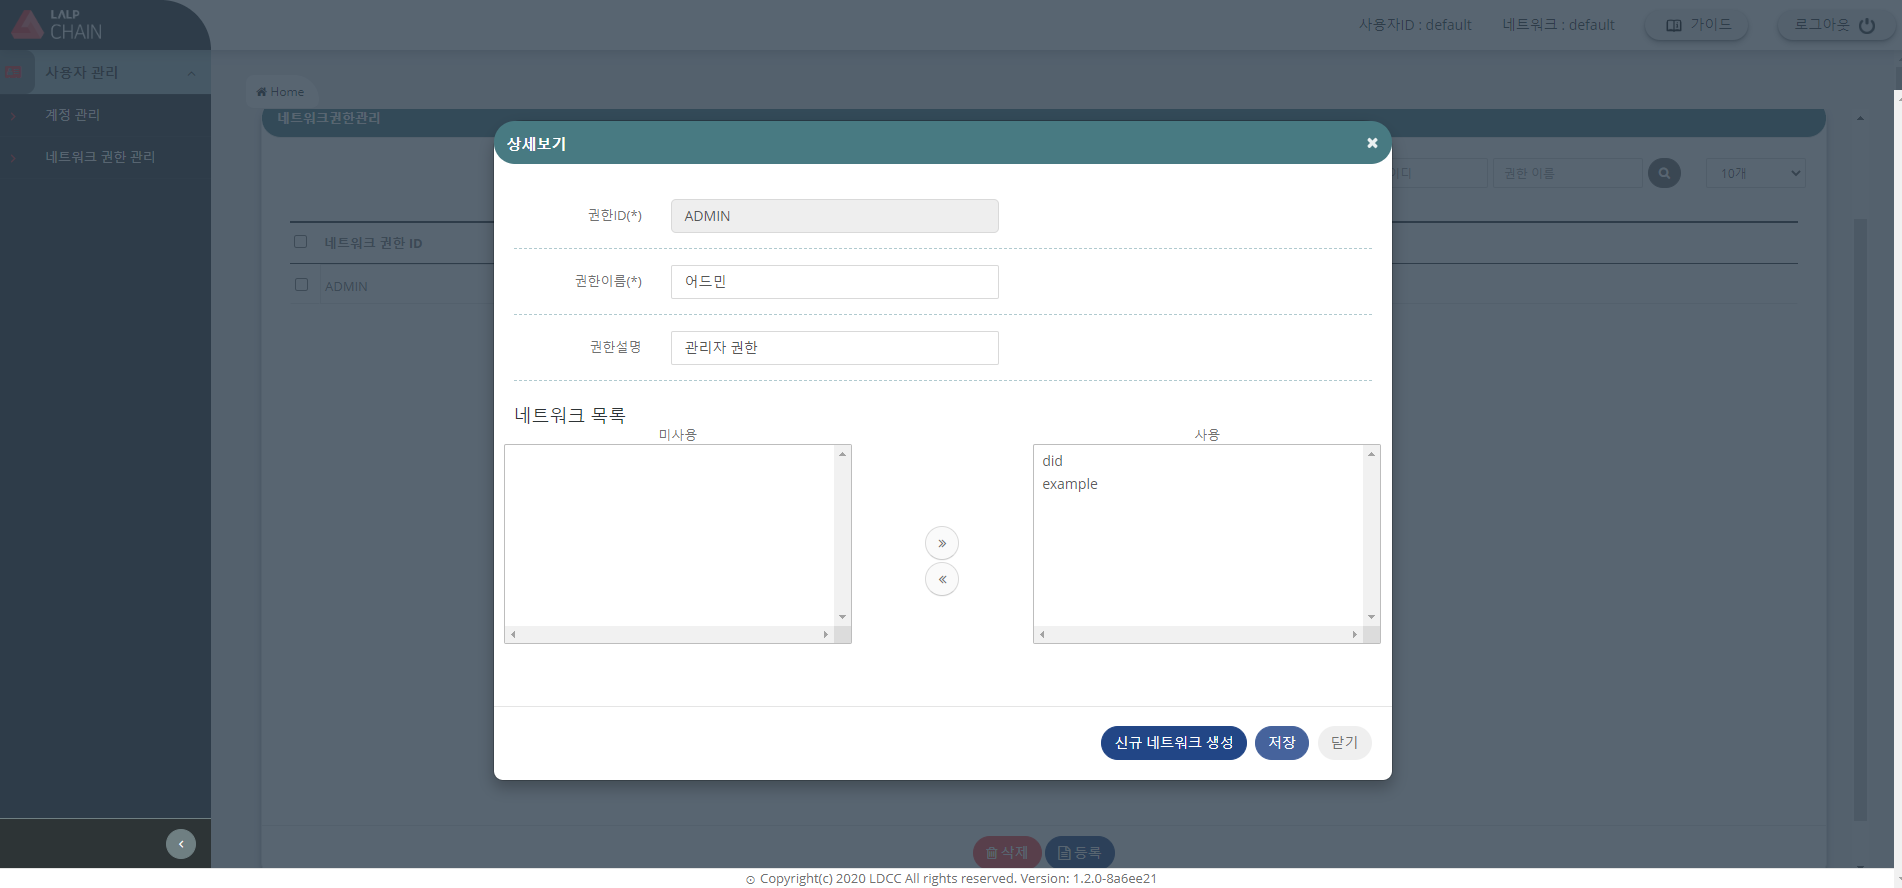 LALP
CHAIN
사용자ID : default
네트워크 : default
가이드
로그아웃
사용자 관리
계정 관리
네트워크 권한 관리
Home
네트워크권한관리
권한 이름
10개
네트워크 권한 ID
ADMIN
상세보기
권한ID(*)
ADMIN
권한이름(*)
어드민
권한설명
관리자 권한
네트워크 목록
미사용
사용
did
example
신규 네트워크 생성
저장
닫기
삭제
등록
Copyright(c) 2020 LDCC All rights reserved. Version: 1.2.0-8a6ee21